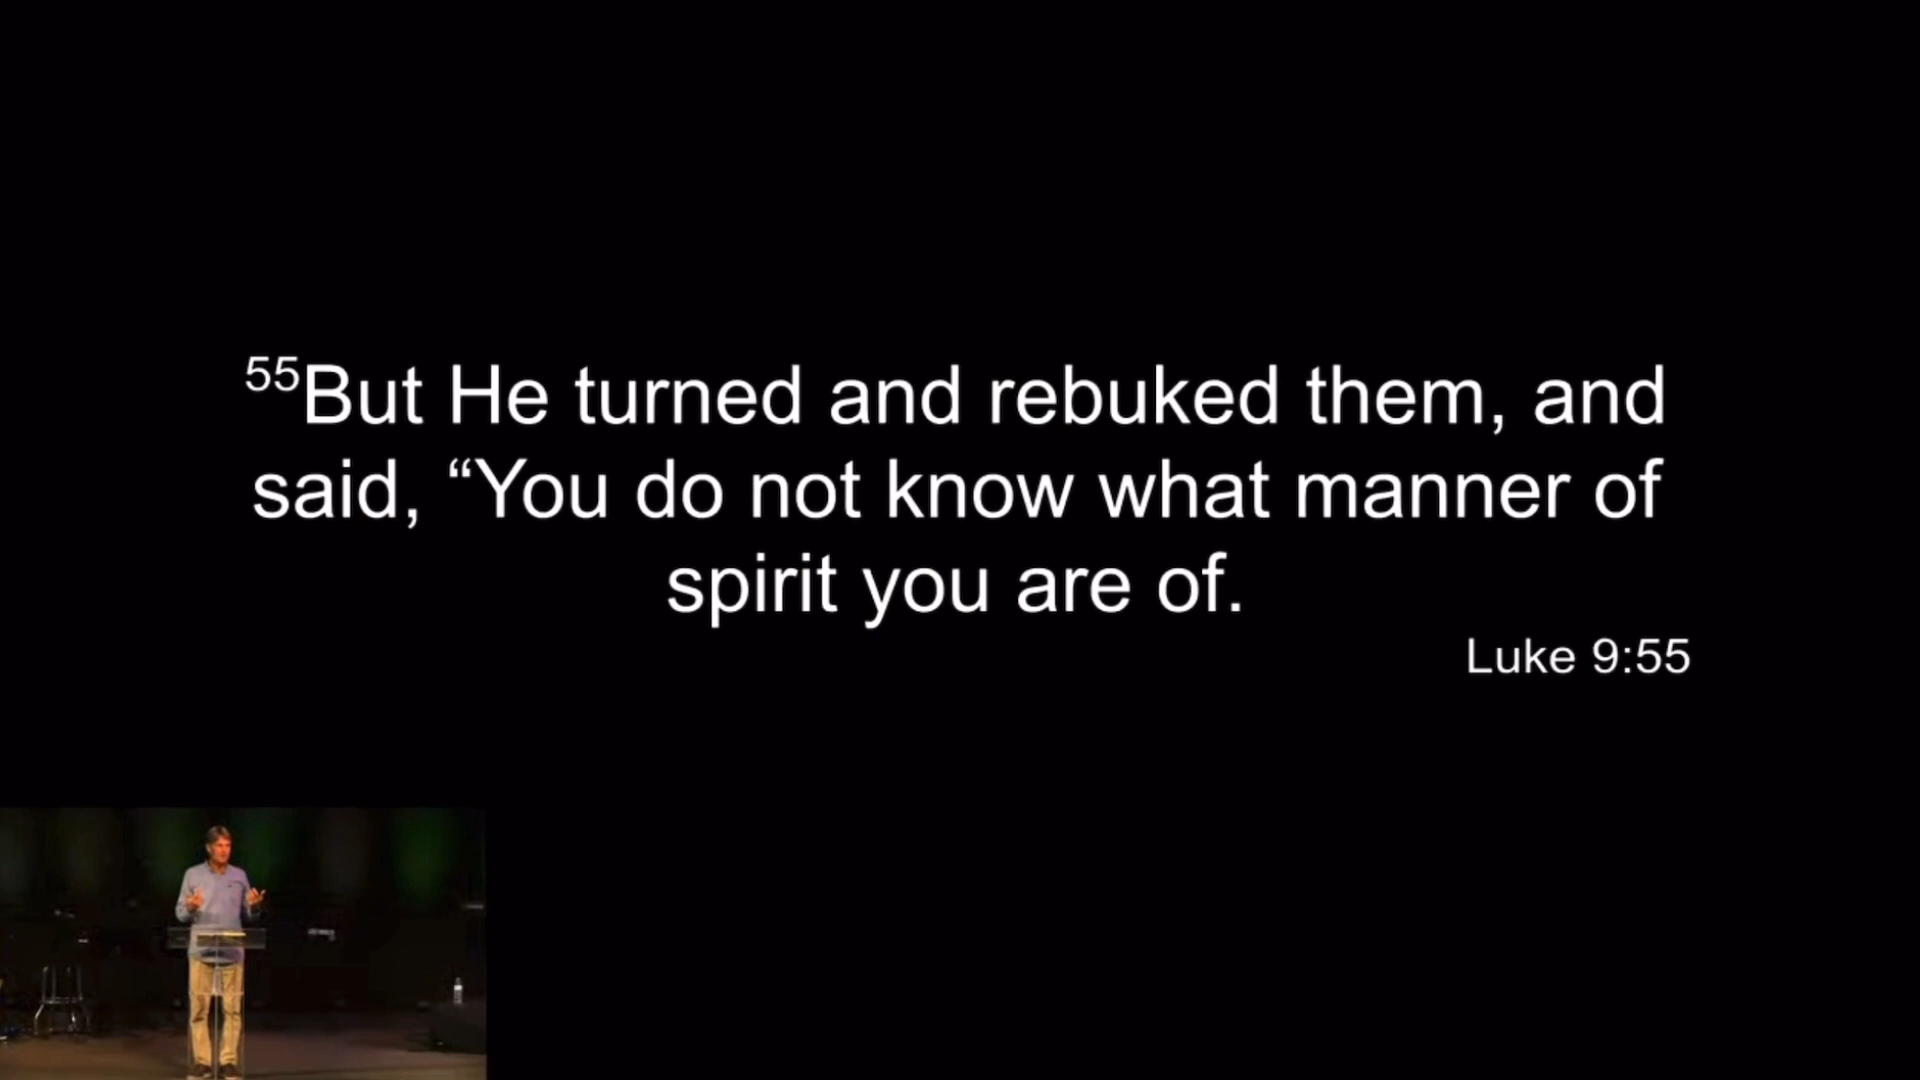 55But He turned and rebuked them, and
said, “You do not know what manner of
spirit you are of.
Luke 9:55